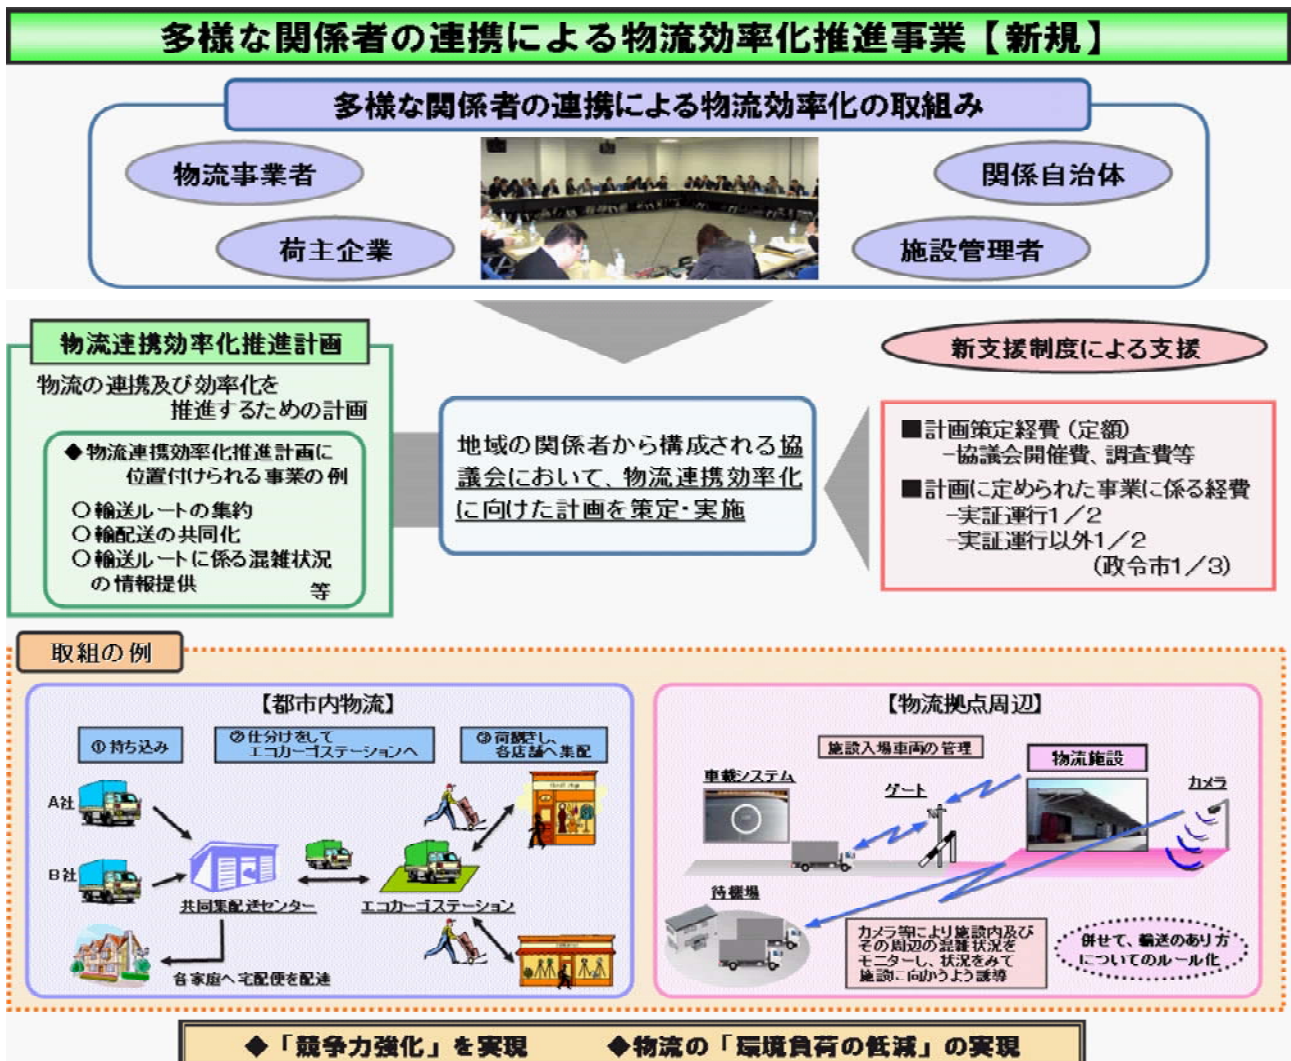 多様な関係者の連携による物流効率化推進事業【新規】
多様な関係者の連携による物流効率化の取組み
物流事業者
関係自治体
荷主企業
施設管理者
物流連携効率化推進計画
物流の連携及び効率化を
推進するための計画
◆物流連携効率化推進計画に
位置付けられる事業の例
○輸送ルートの集約
○輸配送の共同化
○輸送ルートに係る混雑状況
の情報提供
等
地域の関係者から構成される協
議会において、物流連携効率化
に向けた計画を策定・実施
新支援制度による支援
■計画策定経費（定額）
－協議会開催費、調査費等
■計画に定められた事業に係る経費
－実証運行1／2
－実証運行以外1／2
（政令市1／3）
取組の例
【都市内物流】
①持ち込み
②仕分けをして
エコカーゴステーションへ
③荷捌きし、
各店舗へ集配
A社
B社
共同集配送センター
エコカーゴステーション
各家庭へ宅配便を配達
【物流拠点周辺】
施設入場車両の管理
車載システム
ゲート
物流施設
カメラ
待機場
カメラ等により施設内及び
その周辺の混雑状況を
モニターし、状況をみて
施設に向かうよう誘導
併せて、輸送のあり方
についてのルール化
◆「競争力強化」を実現
◆物流の「環境負荷の低減」の実現